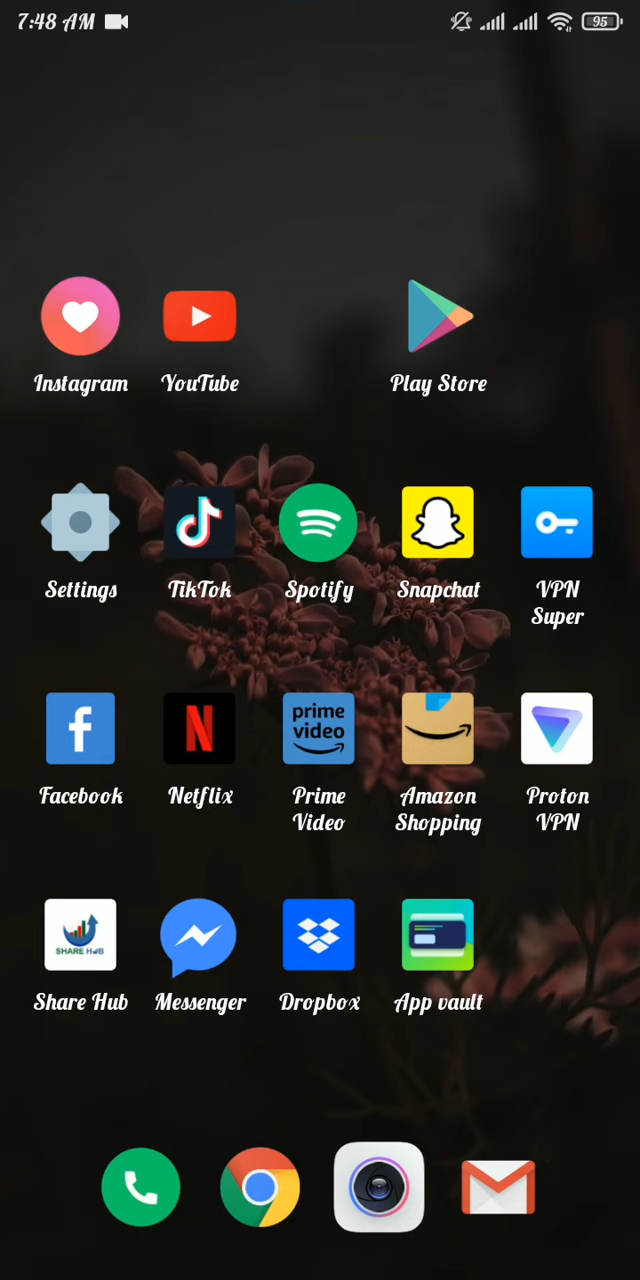 7:48 AM 95
Instagram YouTube Play Store
Settings TikTok Spotify Snapchat VPN
Super
prime
video
Facebook Netflix Prime Amazon Proton
Video Shopping VPN
SHARE HUB
Share Hub Messenger Dropbox App vault